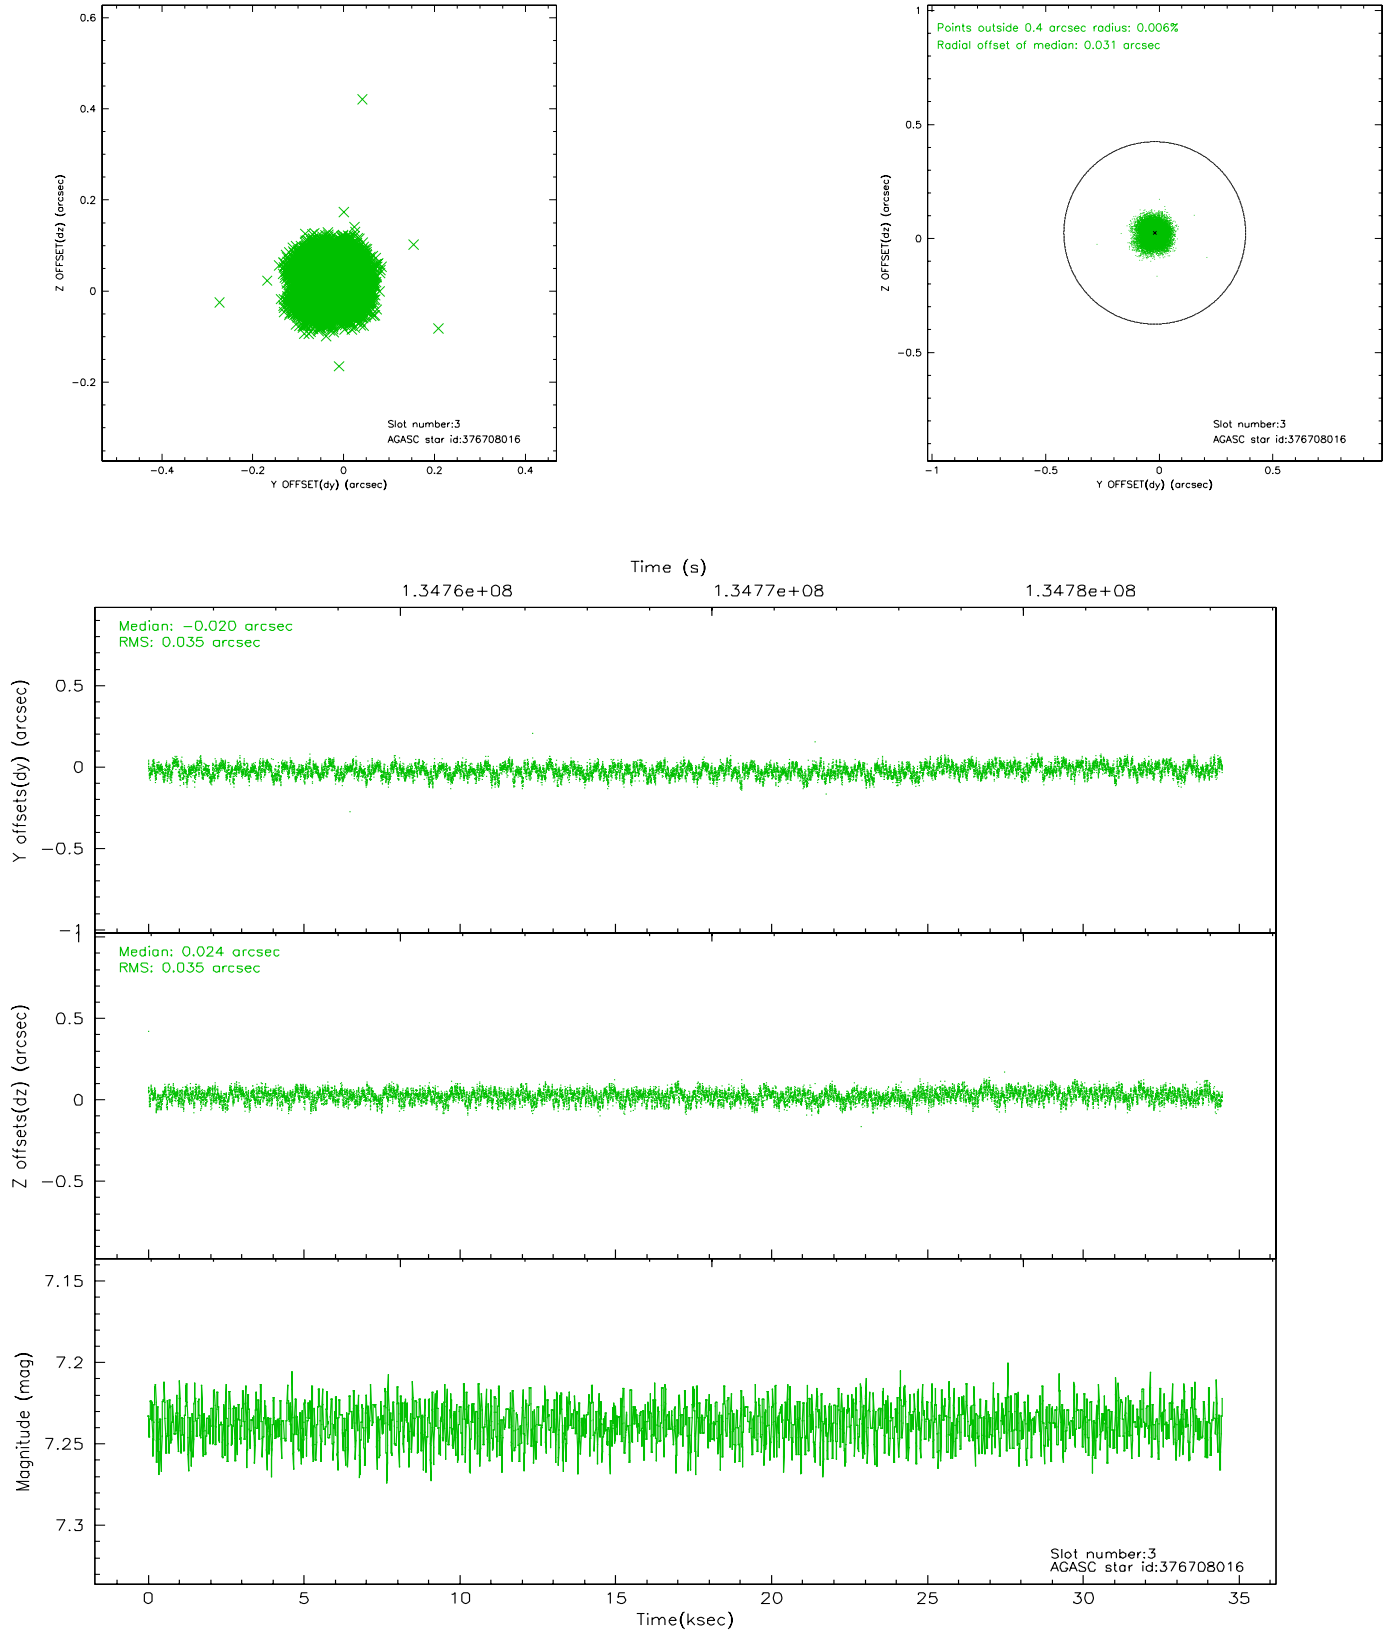 0.6
0.4
0.2
0
−0.2
Z OFFSET(dz) (arcsec)
Slot number:3
AGASC star id:376708016
−0.4 −0.2 0 0.2 0.4
Y OFFSET(dy) (arcsec)
Points outside 0.4 arcsec radius: 0.006%
Radial offset of median: 0.031 arcsec
1
0.5
0
−0.5
Z OFFSET(dz) (arcsec)
Slot number:3
AGASC star id:376708016
−1 −0.5 0 0.5
Y OFFSET(dy) (arcsec)
Time (s)
1.3476e+08 1.3477e+08 1.3478e+08
Median: −0.020 arcsec
RMS: 0.035 arcsec
0.5
0
−0.5
−1
Y offsets(dy) (arcsec)
Median: 0.024 arcsec
RMS: 0.035 arcsec
1
0.5
0
−0.5
Z offsets(dz) (arcsec)
7.15
7.2
7.25
7.3
Magnitude (mag)
Slot number:3
AGASC star id:376708016
0 5 10 15 20 25 30 35
Time(ksec)